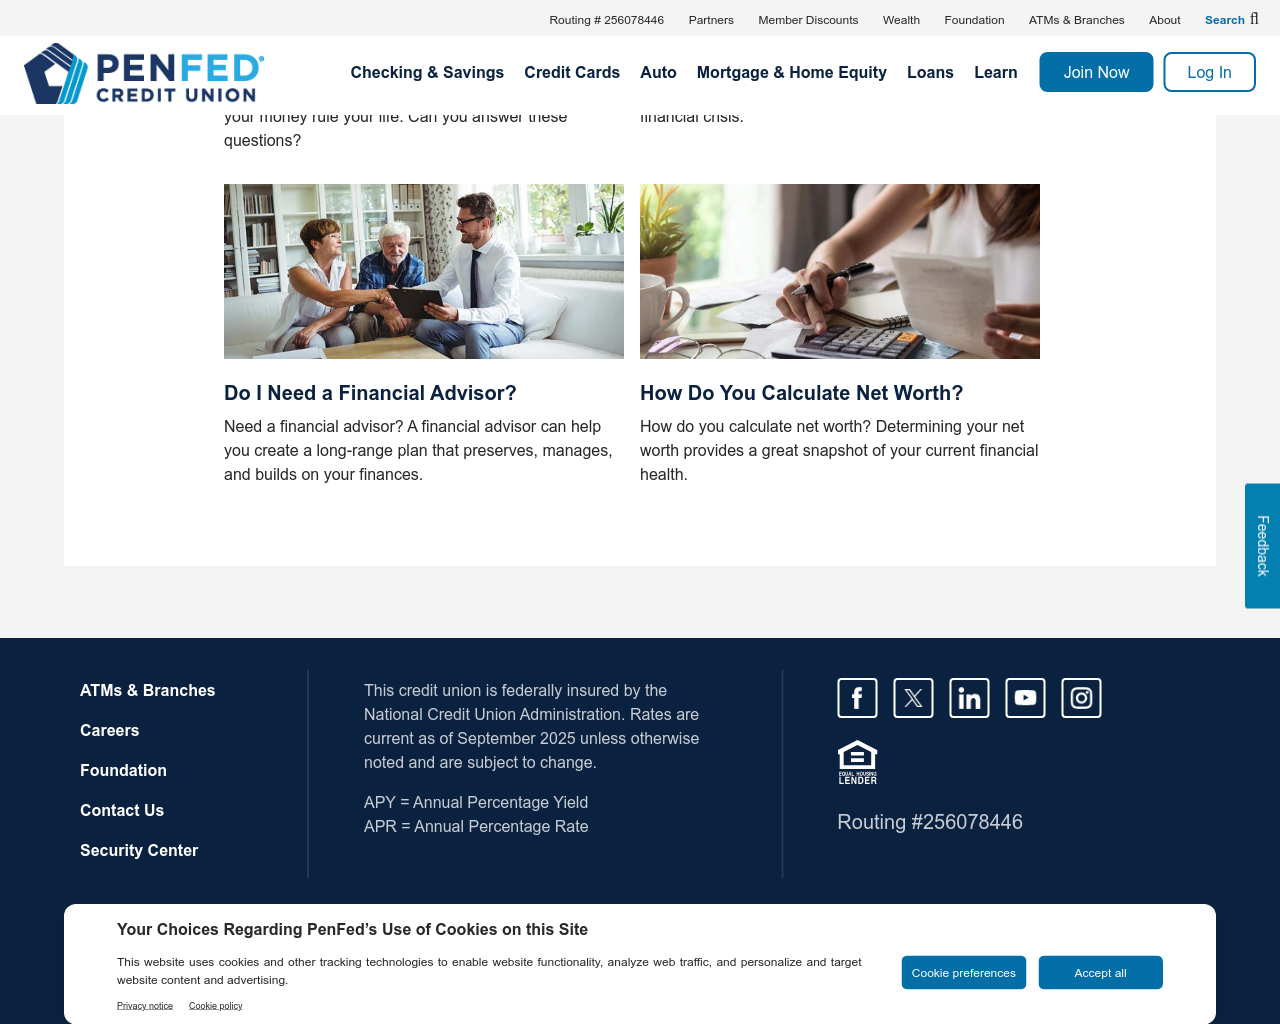 Routing # 256078446 Partners Member Discounts Wealth Foundation ATMs & Branches About Search
PENFED®
CREDIT UNION
Checking & Savings Credit Cards Auto Mortgage & Home Equity Loans Learn Join Now Log In
your money rule your life. Can you answer these
questions?
financial crisis.
Do I Need a Financial Advisor?
Need a financial advisor? A financial advisor can help
you create a long-range plan that preserves, manages,
and builds on your finances.
How Do You Calculate Net Worth?
How do you calculate net worth? Determining your net
worth provides a great snapshot of your current financial
health.
Feedback
ATMs & Branches
Careers
Foundation
Contact Us
Security Center
This credit union is federally insured by the
National Credit Union Administration. Rates are
current as of September 2025 unless otherwise
noted and are subject to change.
APY = Annual Percentage Yield
APR = Annual Percentage Rate
EQUAL HOUSING
LENDER
Routing #256078446
Your Choices Regarding PenFed’s Use of Cookies on this Site
This website uses cookies and other tracking technologies to enable website functionality, analyze web traffic, and personalize and target
website content and advertising.
Privacy notice Cookie policy
Cookie preferences Accept all